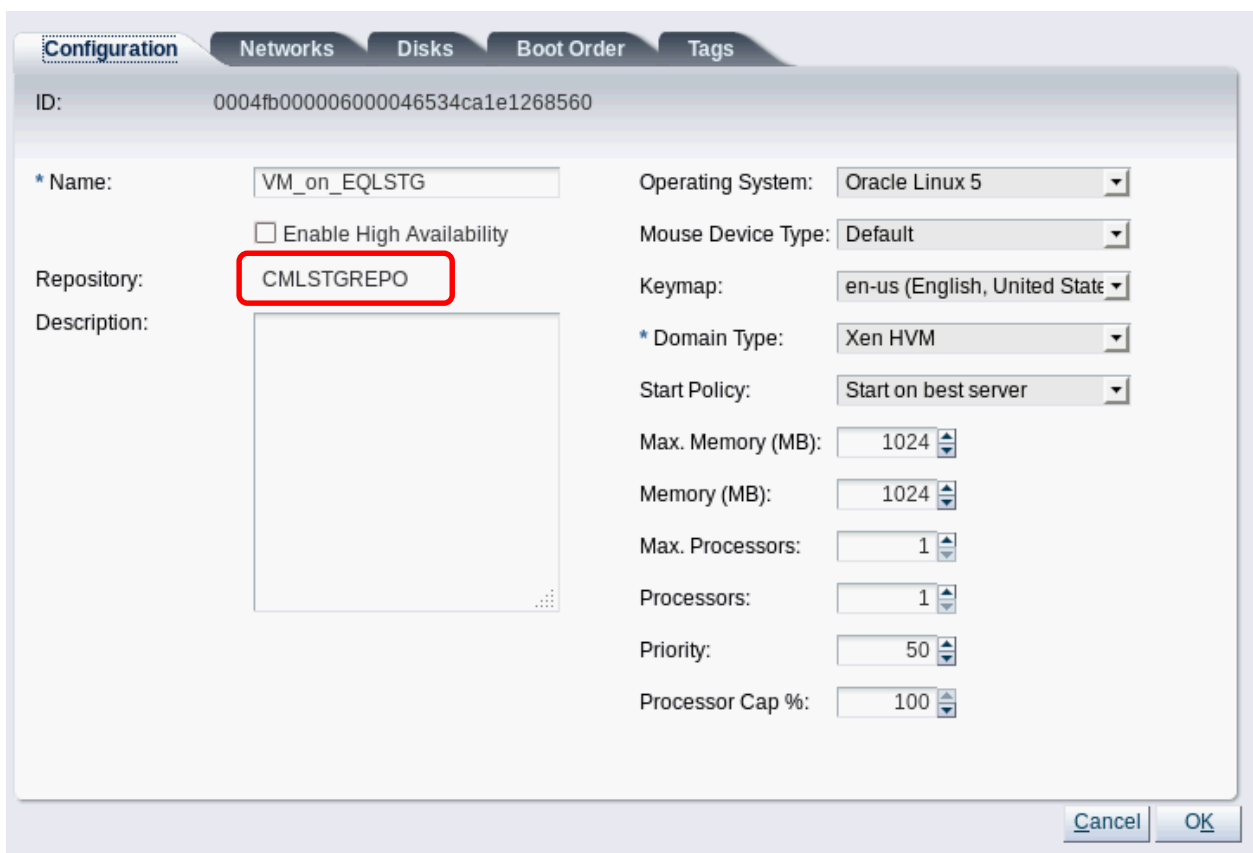 Configuration Networks Disks Boot Order Tags
ID: 0004fb000006000046534ca1e1268560
* Name: VM_on_EQLSTG
Enable High Availability
Repository: CMLSTGREPO
Description:
Operating System: Oracle Linux 5
Mouse Device Type: Default
Keymap: en-us (English, United State
* Domain Type: Xen HVM
Start Policy: Start on best server
Max. Memory (MB): 1024
Memory (MB): 1024
Max. Processors: 1
Processors: 1
Priority: 50
Processor Cap %: 100
Cancel OK